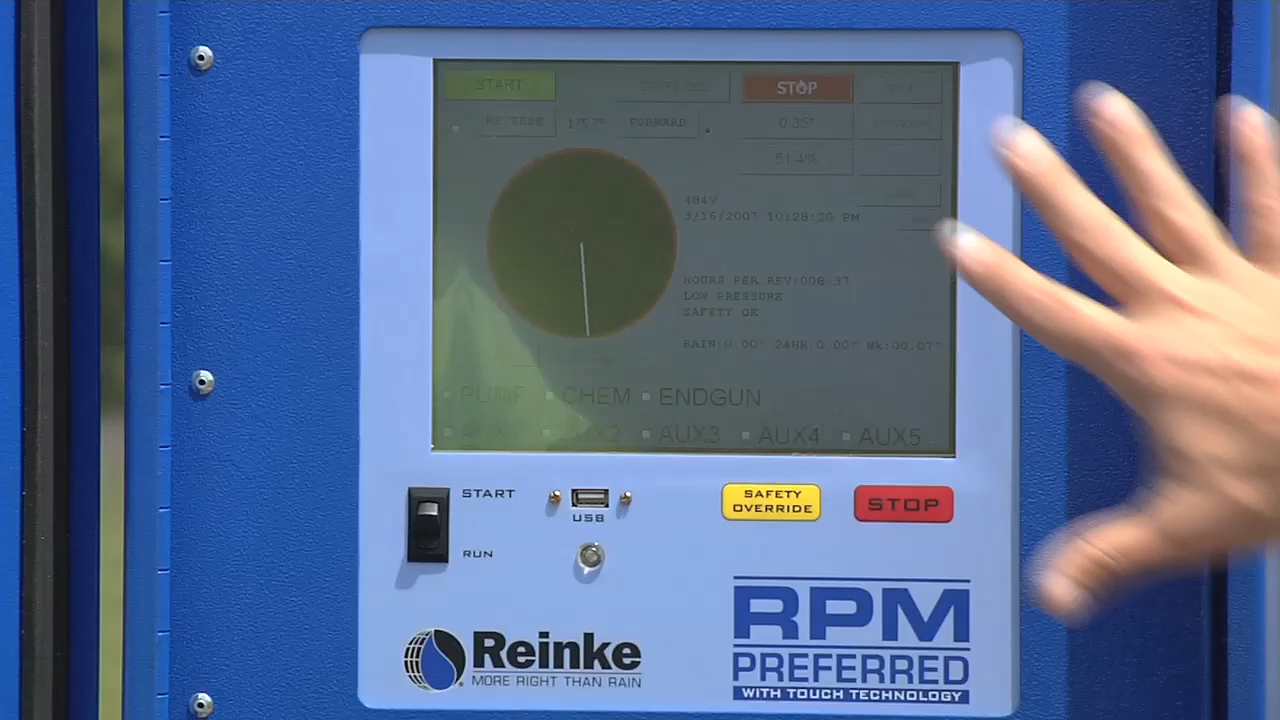 START STOP
REVERSE FORWARD 0.35"
51.4%
484V
3/16/2007 10:28:20 PM
HOURS PER REV:006:37
LOW PRESSURE
SAFETY OK
RAIN:0.00" 24HR:0.00" Wk:00.07"
PUMP CHEM ENDGUN
AUX2 AUX3 AUX4 AUX5
START
RUN
USB
SAFETY
OVERRIDE
STOP
Reinke
MORE RIGHT THAN RAIN
RPM
PREFERRED
WITH TOUCH TECHNOLOGY